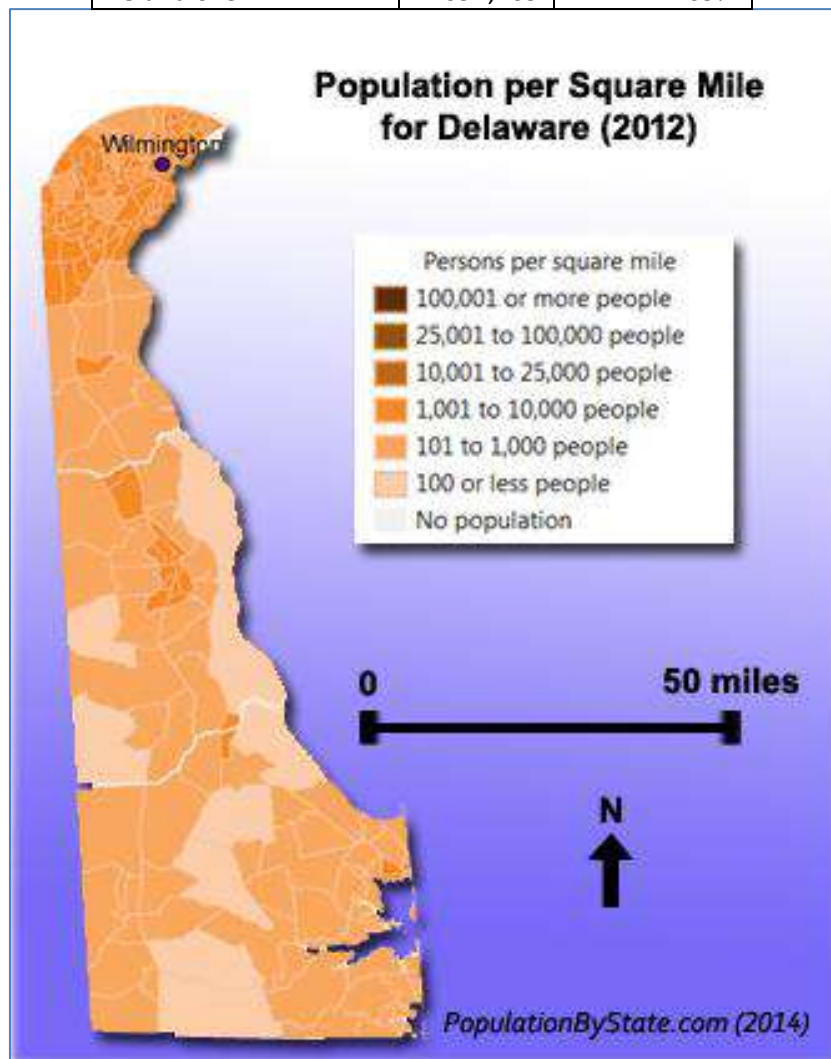 Population per Square Mile
for Delaware (2012)
Wilmington
Persons per square mile
100,001 or more people
25,001 to 100,000 people
10,001 to 25,000 people
1,001 to 10,000 people
101 to 1,000 people
100 or less people
No population
0 50 miles
N
PopulationByState.com (2014)